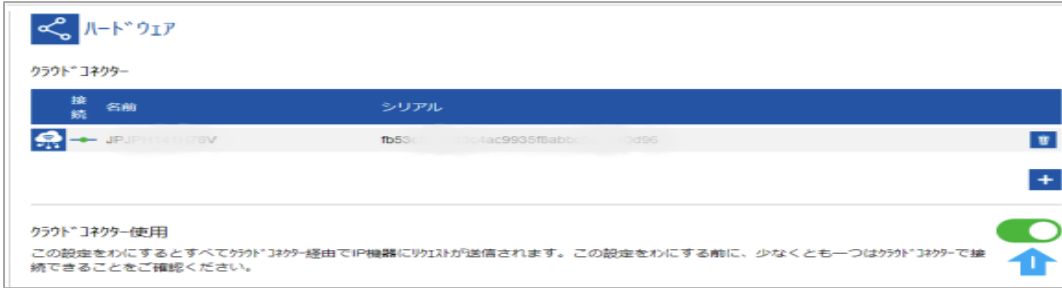 ﾊｰﾄﾞｳｪｱ
ｸﾗｳﾄﾞｺﾈｸﾀｰ
接続 名前 シリアル
ｸﾗｳﾄﾞｺﾈｸﾀｰ使用
この設定をｵﾝにするとすべてｸﾗｳﾄﾞｺﾈｸﾀｰ経由でIP機器にﾘｸｴｽﾄが送信されます。この設定をｵﾝにする前に、少なくとも一つはｸﾗｳﾄﾞｺﾈｸﾀｰで接
続できることをご確認ください。